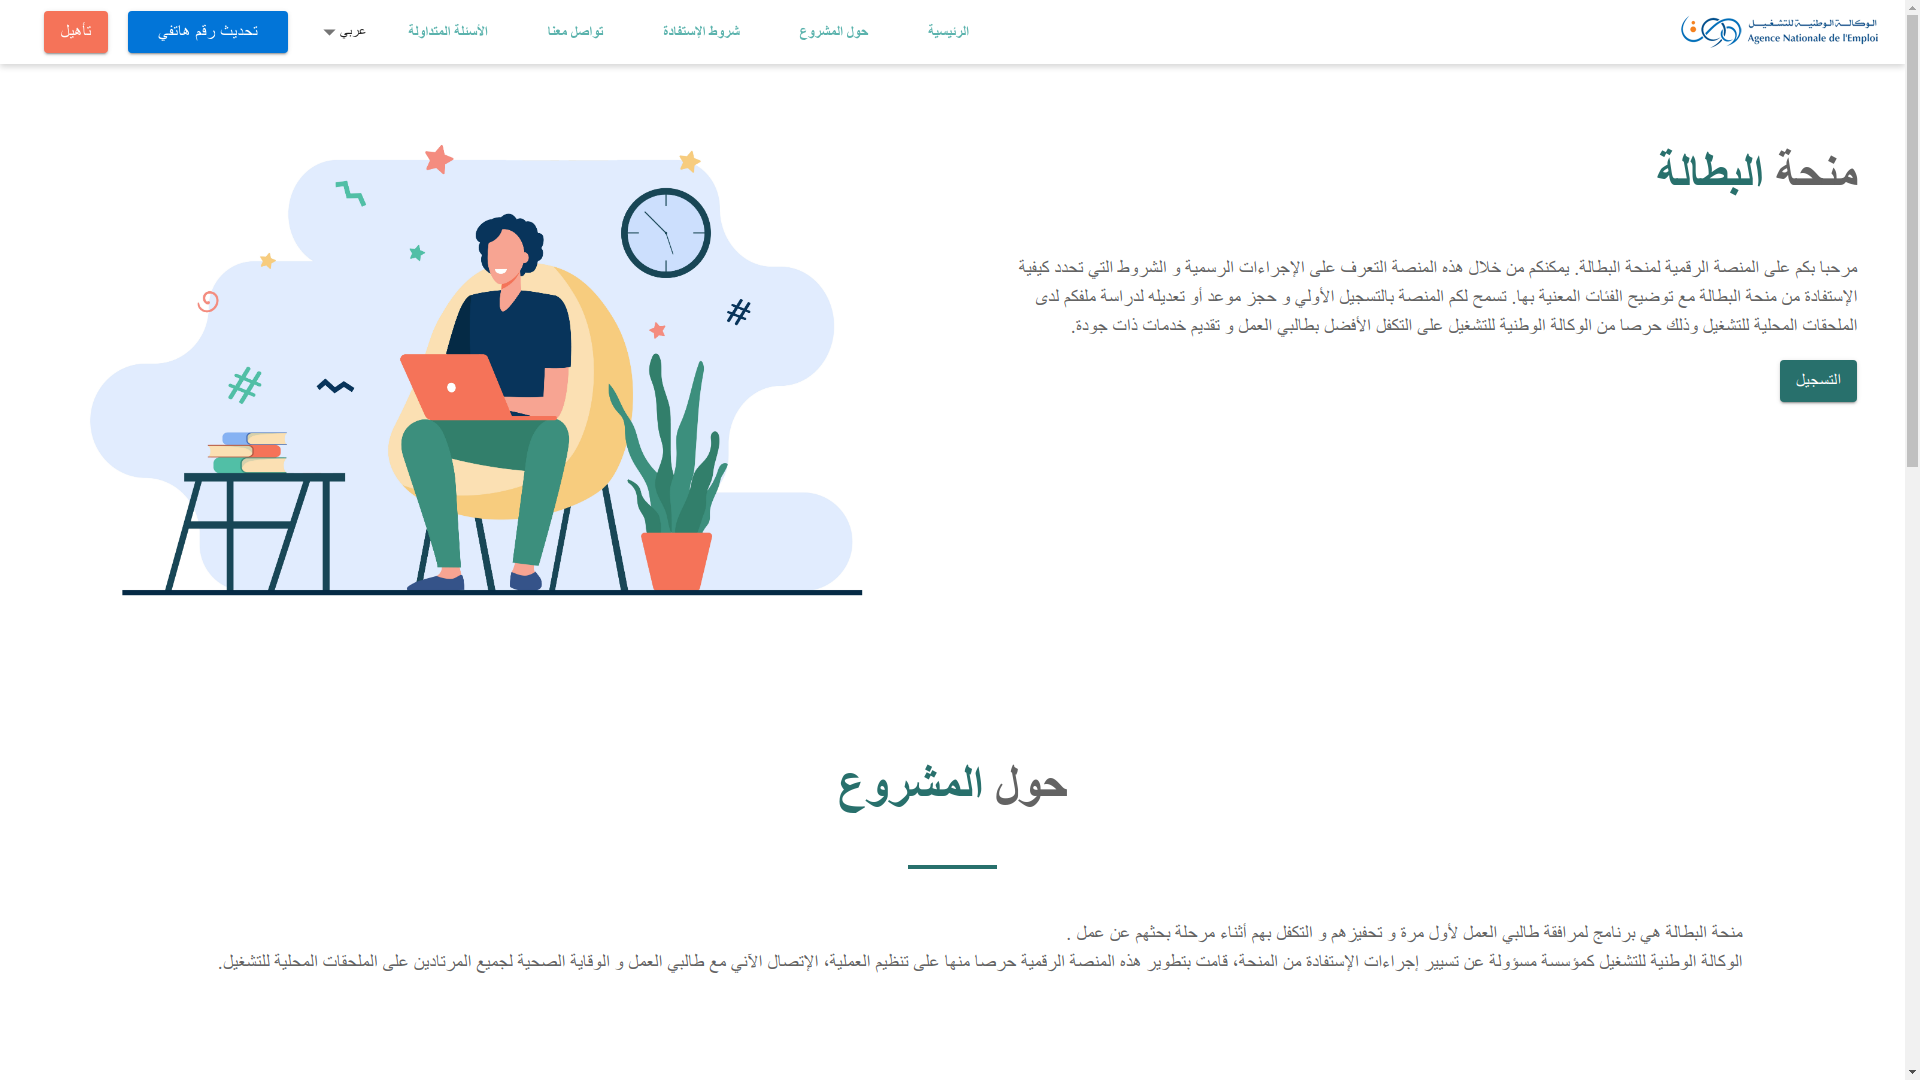 الوكالة الوطنية للتشغيل
Agence Nationale de l'Emploi
الرئيسية
حول المشروع
شروط الإستفادة
تواصل معنا
الأسئلة المتداولة
عربي
تحديث رقم هاتفي
تأهيل
منحة البطالة
مرحبا بكم على المنصة الرقمية لمنحة البطالة. يمكنكم من خلال هذه المنصة التعرف على الإجراءات الرسمية و الشروط التي تحدد كيفية
الإستفادة من منحة البطالة مع توضيح الفئات المعنية بها. تسمح لكم المنصة بالتسجيل الأولي و حجز موعد أو تعديله لدراسة ملفكم لدى
الملحقات المحلية للتشغيل وذلك حرصا من الوكالة الوطنية للتشغيل على التكفل الأفضل بطالبي العمل و تقديم خدمات ذات جودة.
التسجيل
حول المشروع
منحة البطالة هي برنامج لمرافقة طالبي العمل لأول مرة و تحفيزهم و التكفل بهم أثناء مرحلة بحثهم عن عمل .
الوكالة الوطنية للتشغيل كمؤسسة مسؤولة عن تسيير إجراءات الإستفادة من المنحة، قامت بتطوير هذه المنصة الرقمية حرصا منها على تنظيم العملية، الإتصال الآني مع طالبي العمل و الوقاية الصحية لجميع المرتادين على الملحقات المحلية للتشغيل.